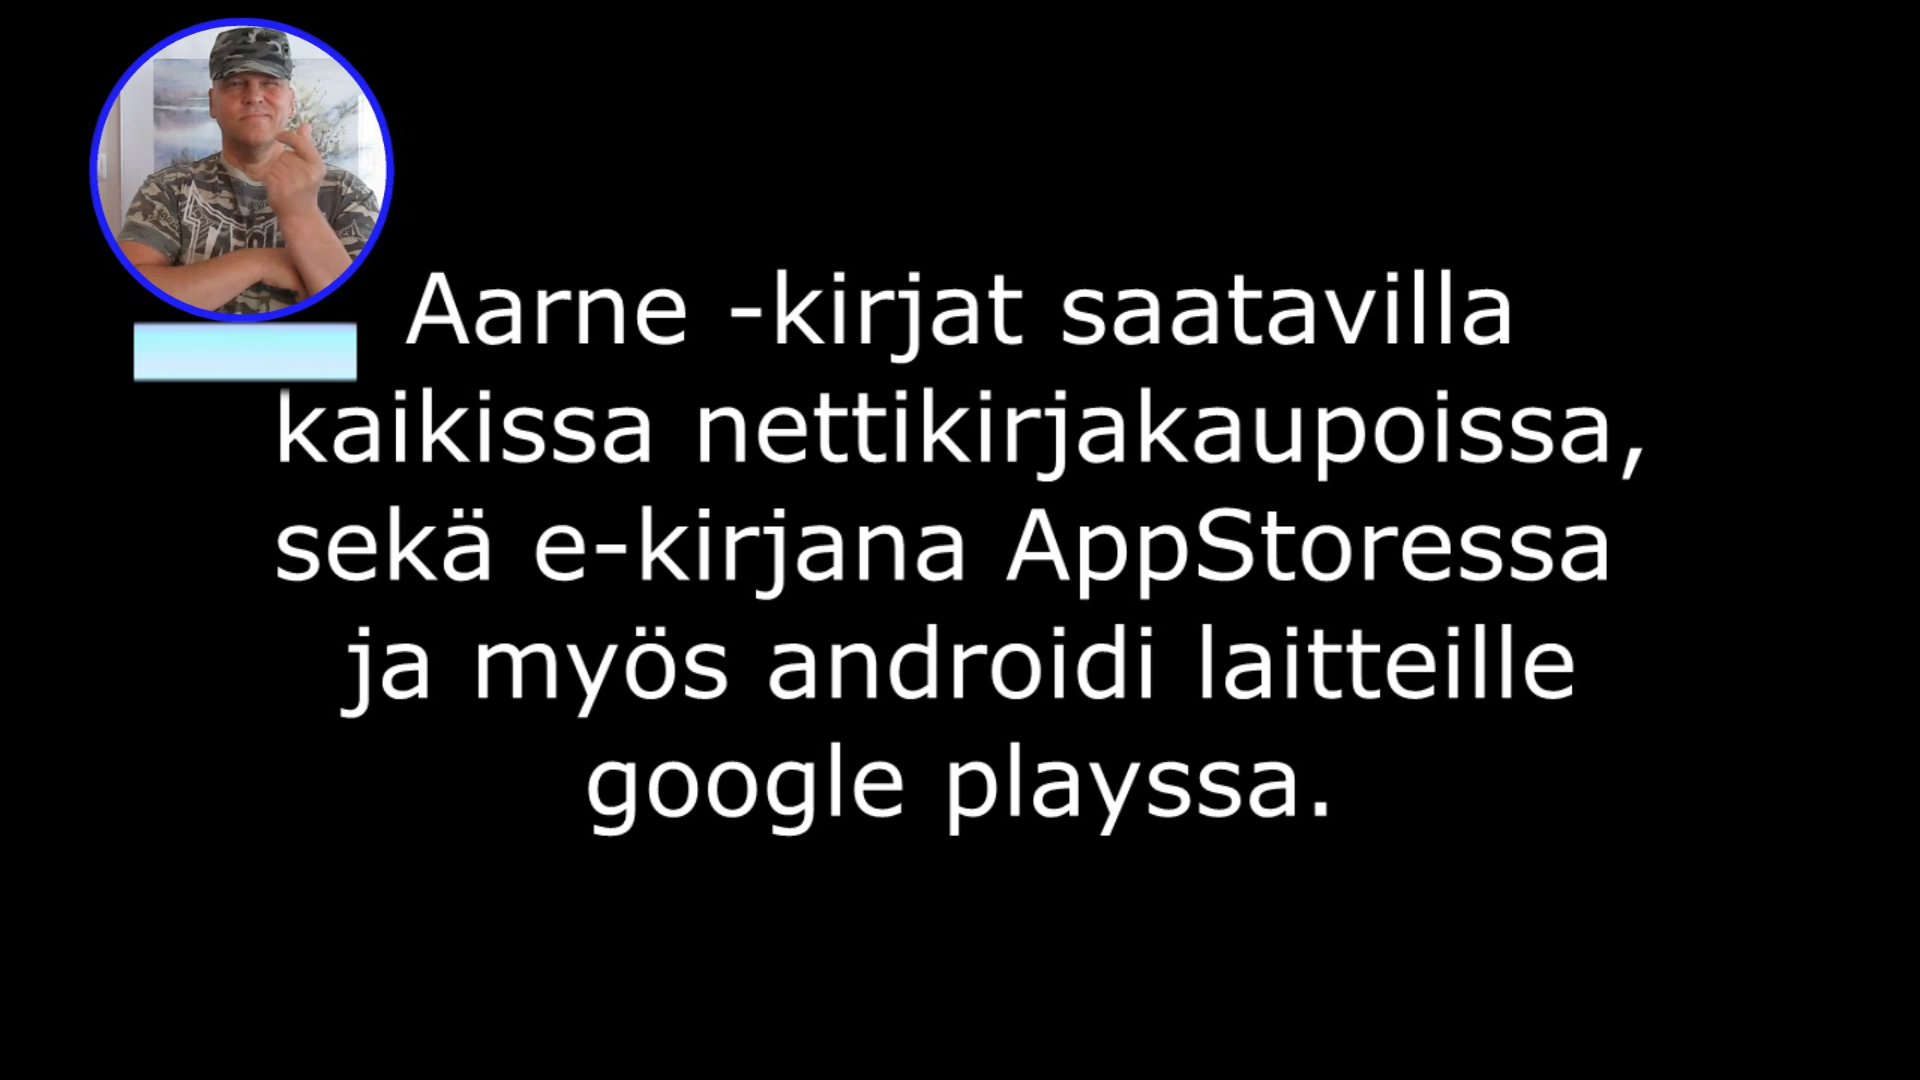 Aarne -kirjat saatavilla
kaikissa nettikirjakaupoissa,
sekä e-kirjana AppStoressa
ja myös androidi laitteille
google playssa.